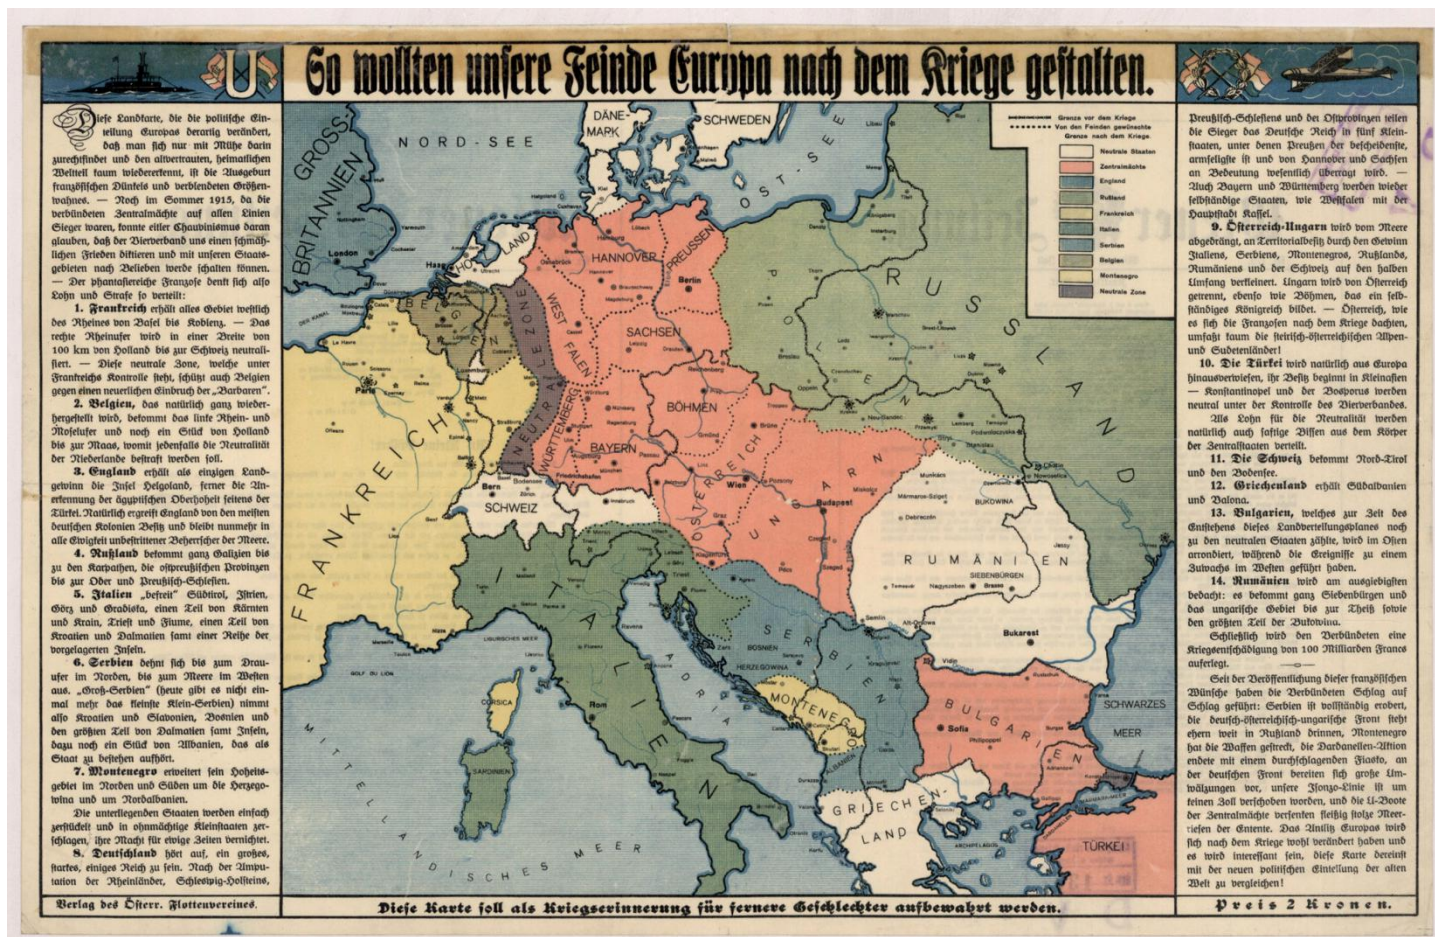 So wollten unsere Feinde Europa nach dem Kriege gestalten.
Diese Landkarte, die die politische Ein-
teilung Europas derartig verändert,
daß man sich nur mit Mühe darin
zurechtfindet und den altvertrauten, heimatlichen
Weltteil kaum wiedererkennt, ist die Ausgeburt
französischen Dünkels und verblendeten Größen-
wahnes. — Noch im Sommer 1915, da die
verbündeten Zentralmächte auf allen Linien
Sieger waren, konnte eitler Chauvinismus daran
glauben, daß der Vierverband uns einen schmäh-
lichen Frieden diktieren und mit unseren Staats-
gebieten nach Belieben werde schalten können.
— Der phantasiereiche Franzose denkt sich also
Lohn und Strafe so verteilt:
1. Frankreich erhält alles Gebiet westlich
des Rheines von Basel bis Koblenz. — Das
rechte Rheinufer wird in einer Breite von
100 km von Holland bis zur Schweiz neutrali-
siert. — Diese neutrale Zone, welche unter
Frankreichs Kontrolle steht, schützt auch Belgien
gegen einen neuerlichen Einbruch der „Barbaren“.
2. Belgien, das natürlich ganz wieder-
hergestellt wird, bekommt das linke Rhein- und
Moselufer und noch ein Stück von Holland
bis zur Maas, womit jedenfalls die Neutralität
der Niederlande bestraft werden soll.
3. England erhält als einzigen Land-
gewinn die Insel Helgoland, ferner die An-
erkennung der ägyptischen Oberhoheit seitens der
Türkei. Natürlich ergreift England von den meisten
deutschen Kolonien Besitz und bleibt nunmehr in
alle Ewigkeit unbestrittener Beherrscher der Meere.
4. Rußland bekommt ganz Galizien bis
zu den Karpathen, die ostpreußischen Provinzen
bis zur Oder und Preußisch-Schlesien.
5. Italien „befreit“ Südtirol, Istrien,
Görz und Gradiska, einen Teil von Kärnten
und Krain, Triest und Fiume, einen Teil von
Kroatien und Dalmatien samt einer Reihe der
vorgelagerten Inseln.
6. Serbien dehnt sich bis zum Drau-
ufer im Norden, bis zum Meere im Westen
aus. „Groß-Serbien“ (heute gibt es nicht ein-
mal mehr das kleinste Klein-Serbien) nimmt
also Kroatien und Slavonien, Bosnien und
den größten Teil von Dalmatien samt Inseln,
dazu noch ein Stück von Albanien, das als
Staat zu bestehen aufhört.
7. Montenegro erweitert sein Hoheits-
gebiet im Norden und Süden um die Herzego-
wina und um Nordalbanien.
Die unterliegenden Staaten werden einfach
zerstückelt und in ohnmächtige Kleinstaaten zer-
schlagen, ihre Macht für ewige Zeiten vernichtet.
8. Deutschland hört auf, ein großes,
starkes, einiges Reich zu sein. Nach der Ampu-
tation der Rheinländer, Schleswig-Holsteins,
Verlag des Österr. Flottenvereines.
GROSS-
BRITANNIEN
London
NORD-SEE
DÄNE-
MARK
SCHWEDEN
OST-SEE
Grenze vor dem Kriege
Von den Feinden gewünschte
Grenze nach dem Kriege.
Neutrale Staaten
Zentralmächte
England
Rußland
Frankreich
Italien
Serbien
Belgien
Montenegro
Neutrale Zone
HOLLAND
Haag
BELGIEN
NEUTRALE ZONE
HANNOVER
PREUSSEN
Berlin
WEST
FALEN
SACHSEN
POLEN
RUSSLAND
Paris
FRANKREICH
WÜRTTEMBERG
BAYERN
BÖHMEN
ÖSTERREICH
Wien
UNGARN
Budapest
Bern
SCHWEIZ
BUKOWINA
RUMÄNIEN
SIEBENBÜRGEN
Bukarest
ITALIEN
Rom
LIGURISCHES MEER
GOLF DU LION
CORSICA
SARDINIEN
ADRIA
SERBIEN
BOSNIEN
HERZEGOWINA
MONTENEGRO
ALBANIEN
BULGARIEN
Sofia
SCHWARZES
MEER
GRIECHEN-
LAND
ARCHIPELAGOS
TÜRKEI
MITTELLÄNDISCHES MEER
Diese Karte soll als Kriegserinnerung für fernere Geschlechter aufbewahrt werden.
Preußisch-Schlesiens und der Ostprovinzen teilen
die Sieger das Deutsche Reich in fünf Klein-
staaten, unter denen Preußen der bescheidenste,
armseligste ist und von Hannover und Sachsen
an Bedeutung wesentlich überragt wird. —
Auch Bayern und Württemberg werden wieder
selbständige Staaten, wie Westfalen mit der
Hauptstadt Kassel.
9. Österreich-Ungarn wird vom Meere
abgedrängt, an Territorialbesitz durch den Gewinn
Italiens, Serbiens, Montenegros, Rußlands,
Rumäniens und der Schweiz auf den halben
Umfang verkleinert. Ungarn wird von Österreich
getrennt, ebenso wie Böhmen, das ein selb-
ständiges Königreich bildet. — Österreich, wie
es sich die Franzosen nach dem Kriege dachten,
umfaßt kaum die steirisch-österreichischen Alpen-
und Sudetenländer!
10. Die Türkei wird natürlich aus Europa
hinausverwiesen, ihr Besitz beginnt in Kleinasien
— Konstantinopel und der Bosporus werden
neutral unter der Kontrolle des Vierverbandes.
Als Lohn für die Neutralität werden
natürlich auch saftige Bissen aus dem Körper
der Zentralstaaten verteilt.
11. Die Schweiz bekommt Nord-Tirol
und den Bodensee.
12. Griechenland erhält Südalbanien
und Valona.
13. Bulgarien, welches zur Zeit des
Entstehens dieses Landverteilungsplanes noch
zu den neutralen Staaten zählte, wird im Osten
arrondiert, während die Ereignisse zu einem
Zuwachs im Westen geführt haben.
14. Rumänien wird am ausgiebigsten
bedacht: es bekommt ganz Siebenbürgen und
das ungarische Gebiet bis zur Theiß sowie
den größten Teil der Bukowina.
Schließlich wird den Verbündeten eine
Kriegsentschädigung von 100 Milliarden Francs
auferlegt.
Seit der Veröffentlichung dieser französischen
Wünsche haben die Verbündeten Schlag auf
Schlag geführt: Serbien ist vollständig erobert,
die deutsch-österreichisch-ungarische Front steht
ehern weit in Rußland drinnen, Montenegro
hat die Waffen gestreckt, die Dardanellen-Aktion
endete mit einem durchschlagenden Fiasko, an
der deutschen Front bereiten sich große Um-
wälzungen vor, unsere Isonzo-Linie ist um
keinen Zoll verschoben worden, und die U-Boote
der Zentralmächte versenken fleißig stolze Meer-
riesen der Entente. Das Antlitz Europas wird
sich nach dem Kriege wohl verändert haben und
es wird interessant sein, diese Karte dereinst
mit der neuen politischen Einteilung der alten
Welt zu vergleichen!
Preis 2 Kronen.